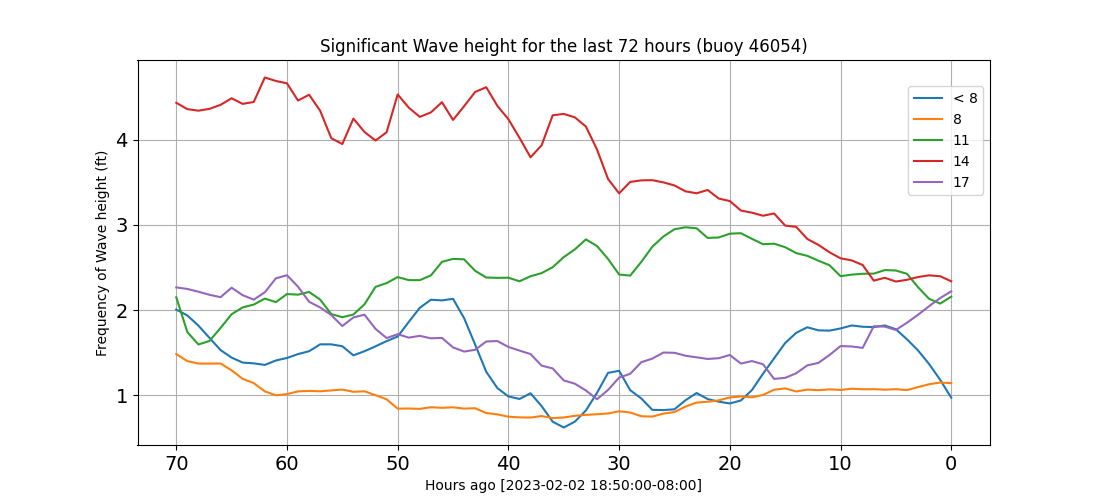 Significant Wave height for the last 72 hours (buoy 46054)
Frequency of Wave height (ft)
4
3
2
1
< 8
8
11
14
17
70 60 50 40 30 20 10 0
Hours ago [2023-02-02 18:50:00-08:00]